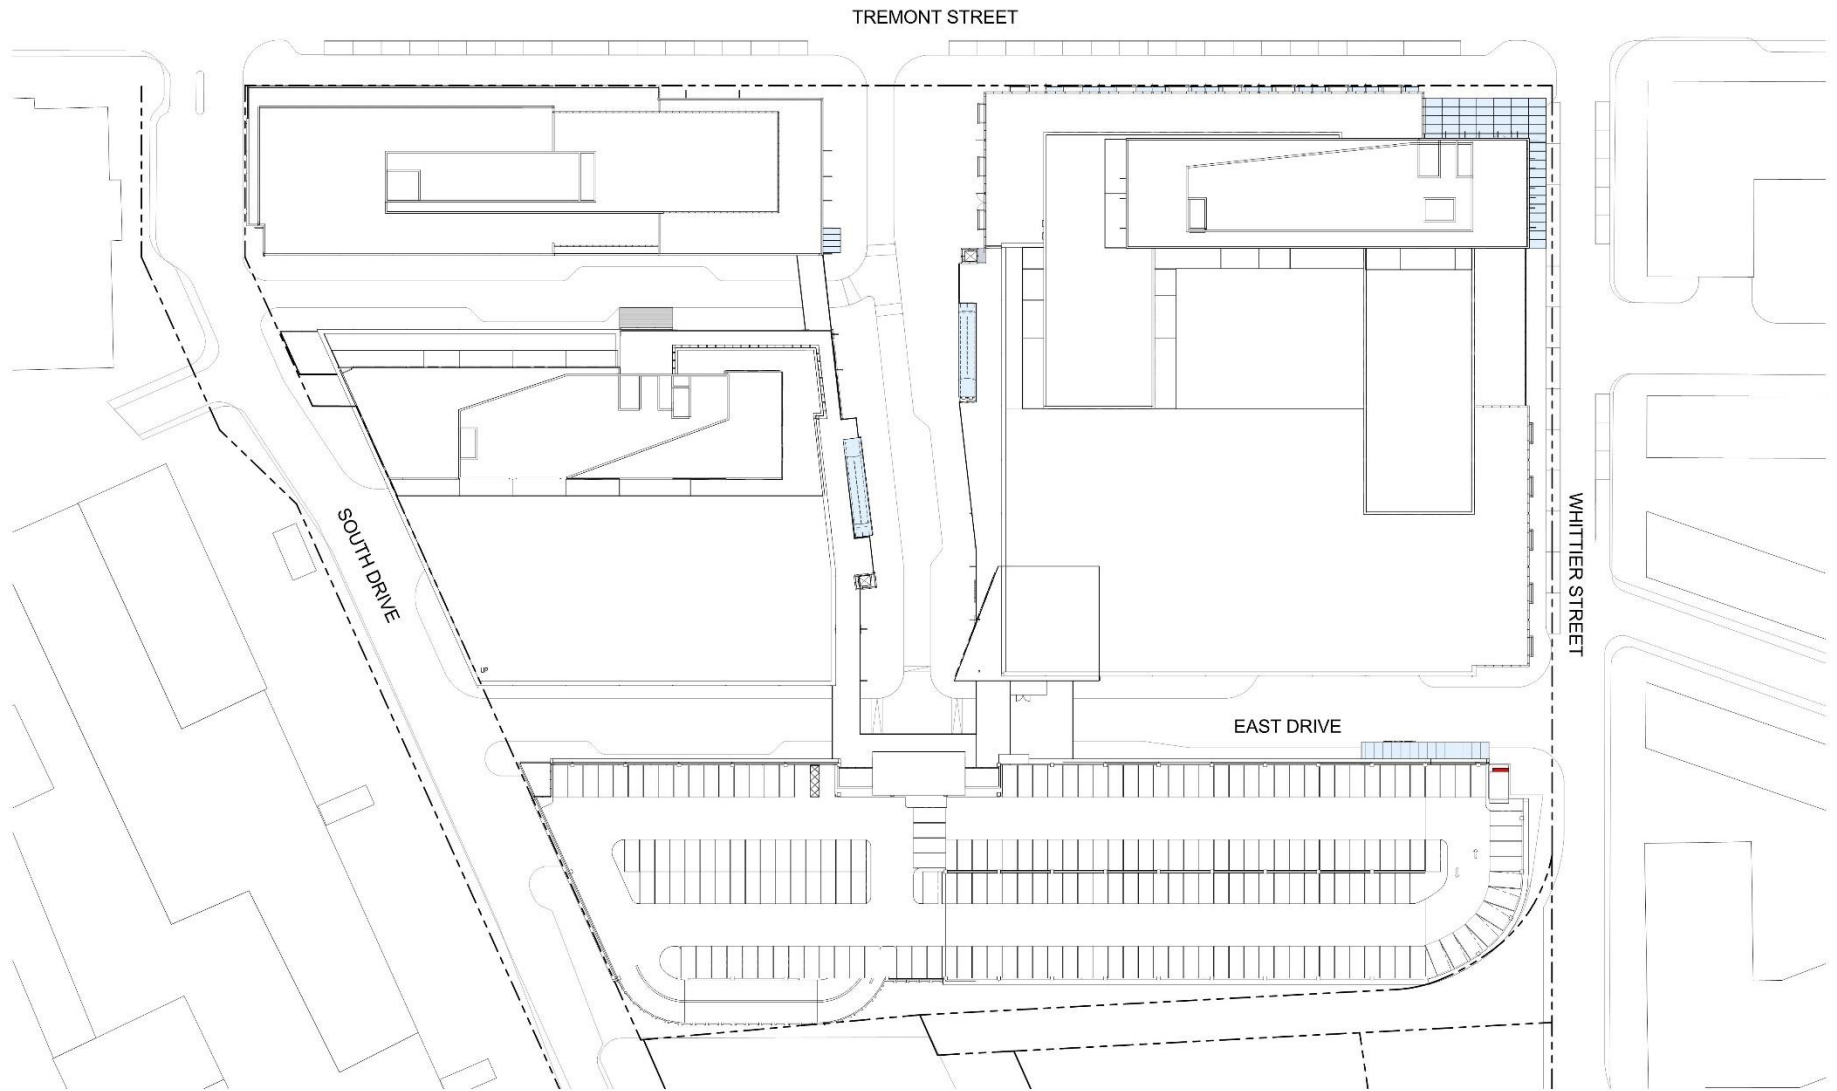 TREMONT STREET
SOUTH DRIVE
WHITTIER STREET
UP
EAST DRIVE